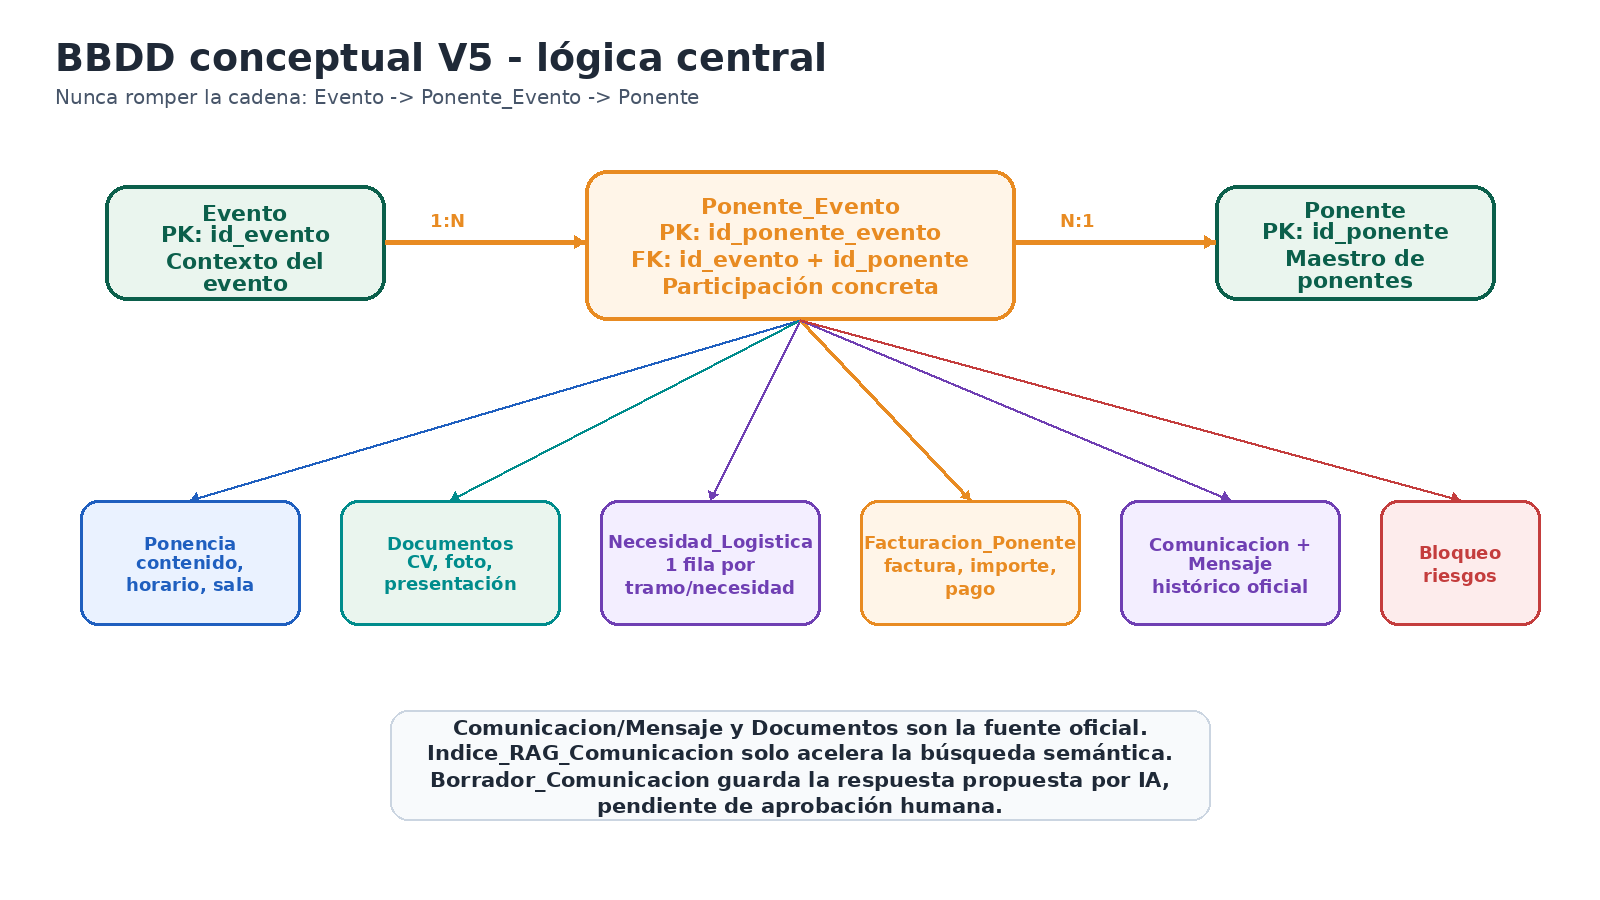 BBDD conceptual V5 - lógica central
Nunca romper la cadena: Evento -> Ponente_Evento -> Ponente
Evento
PK: id_evento
Contexto del
evento
1:N
Ponente_Evento
PK: id_ponente_evento
FK: id_evento + id_ponente
Participación concreta
N:1
Ponente
PK: id_ponente
Maestro de
ponentes
Ponencia
contenido,
horario, sala
Documentos
CV, foto,
presentación
Necesidad_Logistica
1 fila por
tramo/necesidad
Facturacion_Ponente
factura, importe,
pago
Comunicacion +
Mensaje
histórico oficial
Bloqueo
riesgos
Comunicacion/Mensaje y Documentos son la fuente oficial.
Indice_RAG_Comunicacion solo acelera la búsqueda semántica.
Borrador_Comunicacion guarda la respuesta propuesta por IA,
pendiente de aprobación humana.